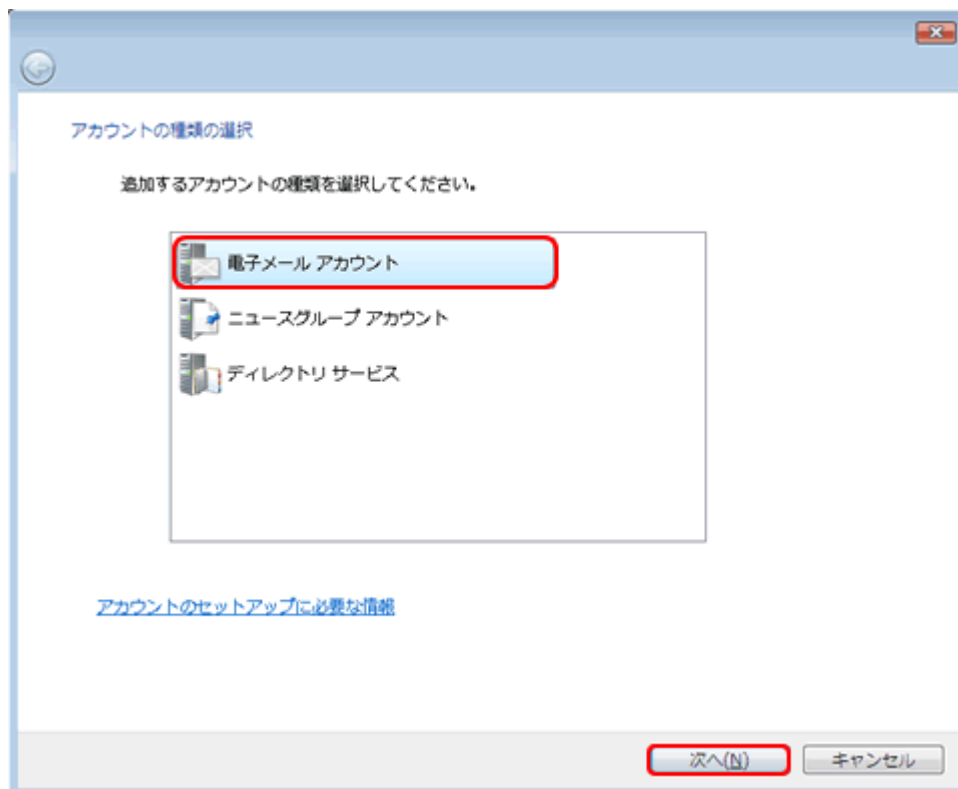 アカウントの種類の選択
追加するアカウントの種類を選択してください。
電子メール アカウント
ニュースグループ アカウント
ディレクトリ サービス
アカウントのセットアップに必要な情報
次へ(N)
キャンセル